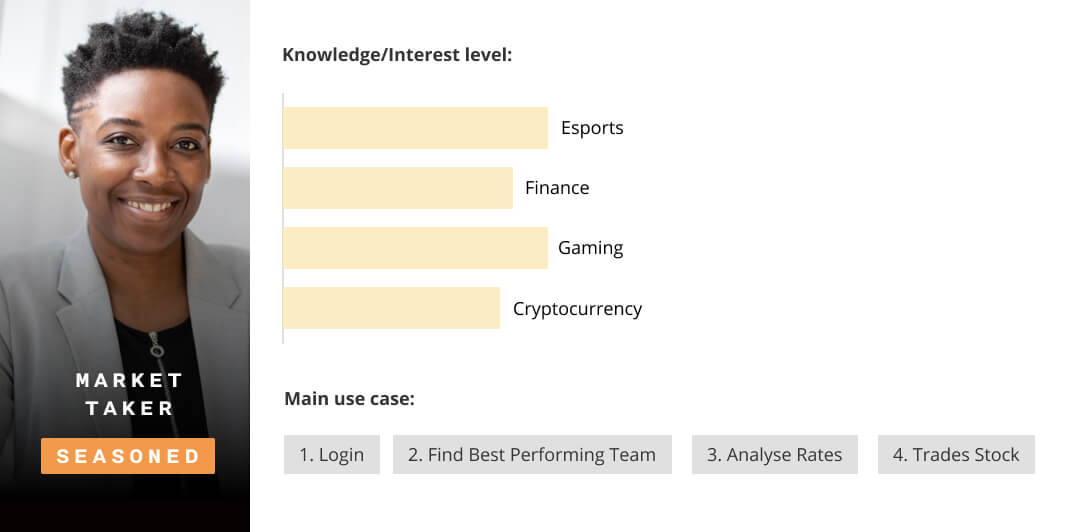 MARKET
TAKER
SEASONED
Knowledge/Interest level:
Esports
Finance
Gaming
Cryptocurrency
Main use case:
1. Login
2. Find Best Performing Team
3. Analyse Rates
4. Trades Stock